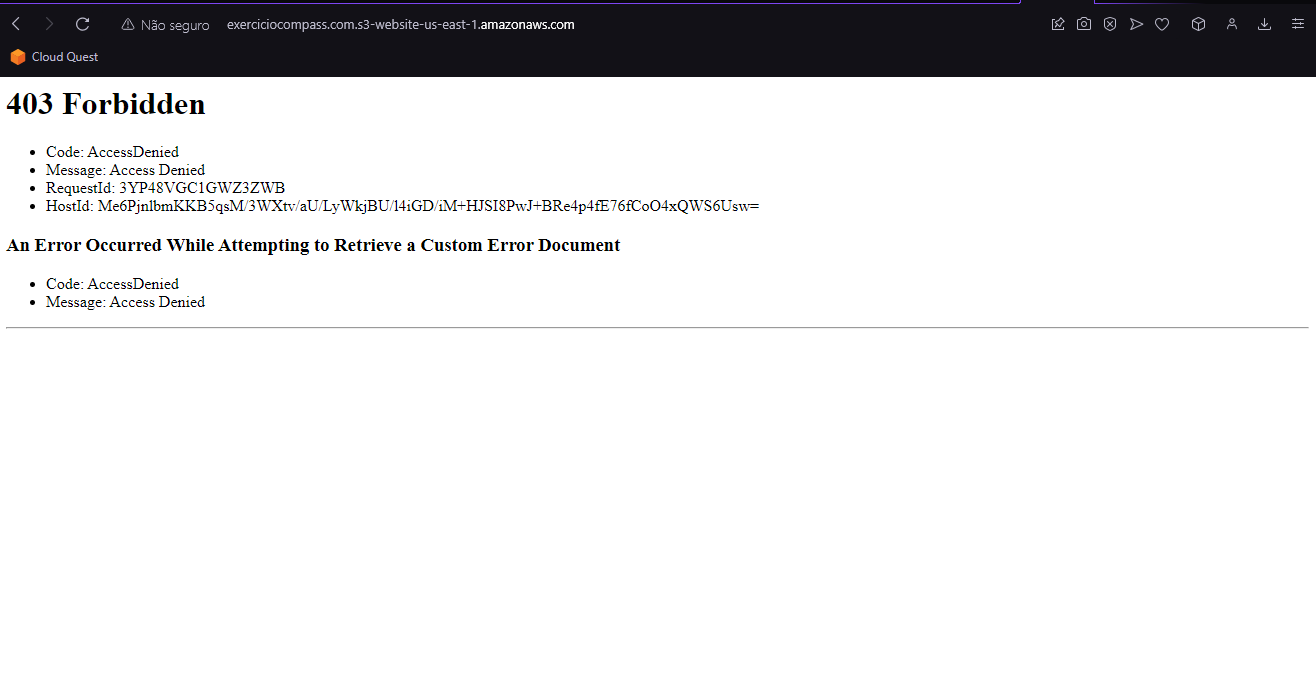 Não seguro exerciciocompass.com.s3-website-us-east-1.amazonaws.com
Cloud Quest
403 Forbidden
Code: AccessDenied
Message: Access Denied
RequestId: 3YP48VGC1GWZ3ZWB
HostId: Me6PjnlbmKKB5qsM/3WXtv/aU/LyWkjBU/l4iGD/iM+HJSI8PwJ+BRe4p4fE76fCoO4xQWS6Usw=
An Error Occurred While Attempting to Retrieve a Custom Error Document
Code: AccessDenied
Message: Access Denied